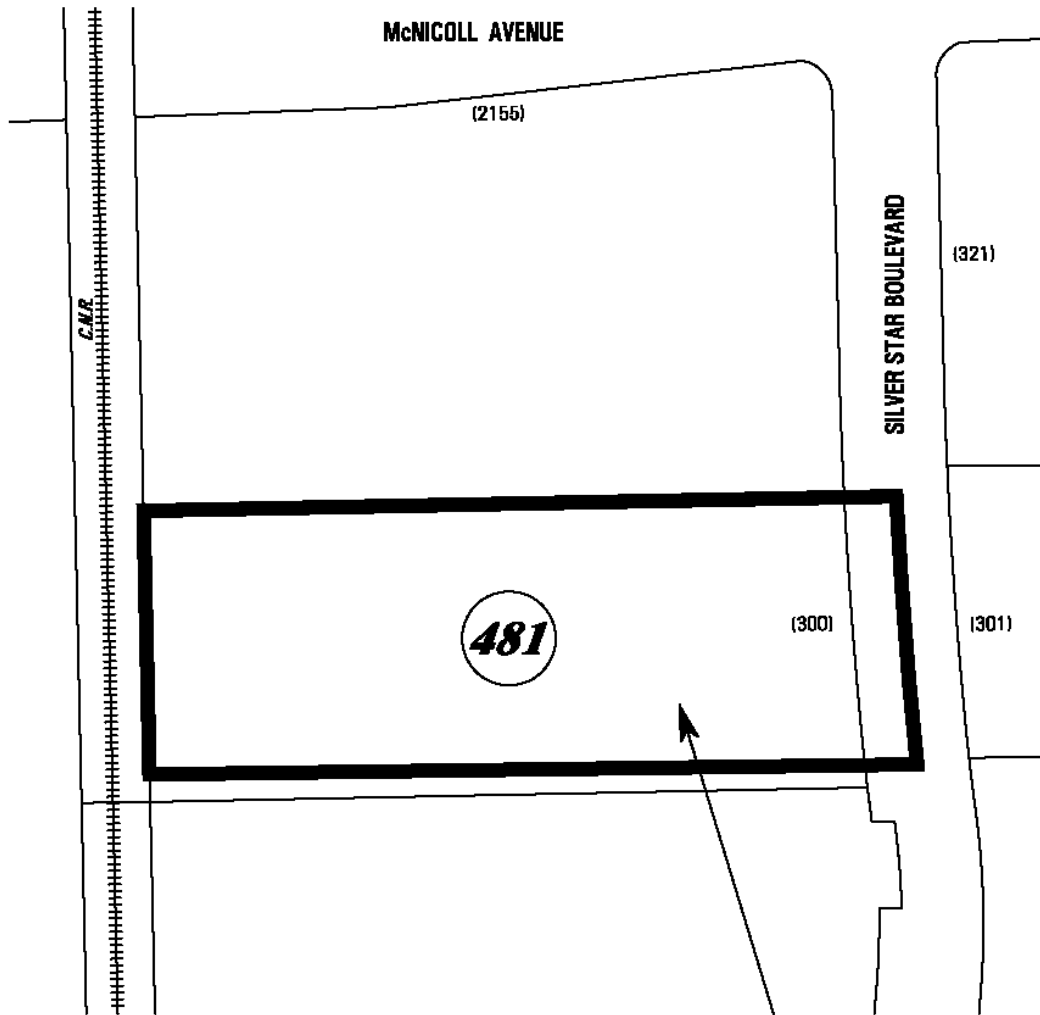 McNICOLL AVENUE
(2155)
SILVER STAR BOULEVARD
(321)
C.N.R.
481
(300)
(301)